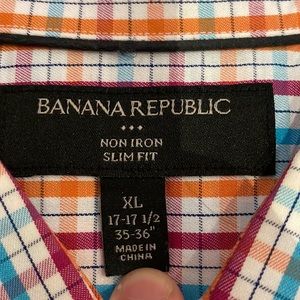 BANANA REPUBLIC
NON IRON
SLIM FIT
XL
17-17 1/2
35-36"
MADE IN
CHINA